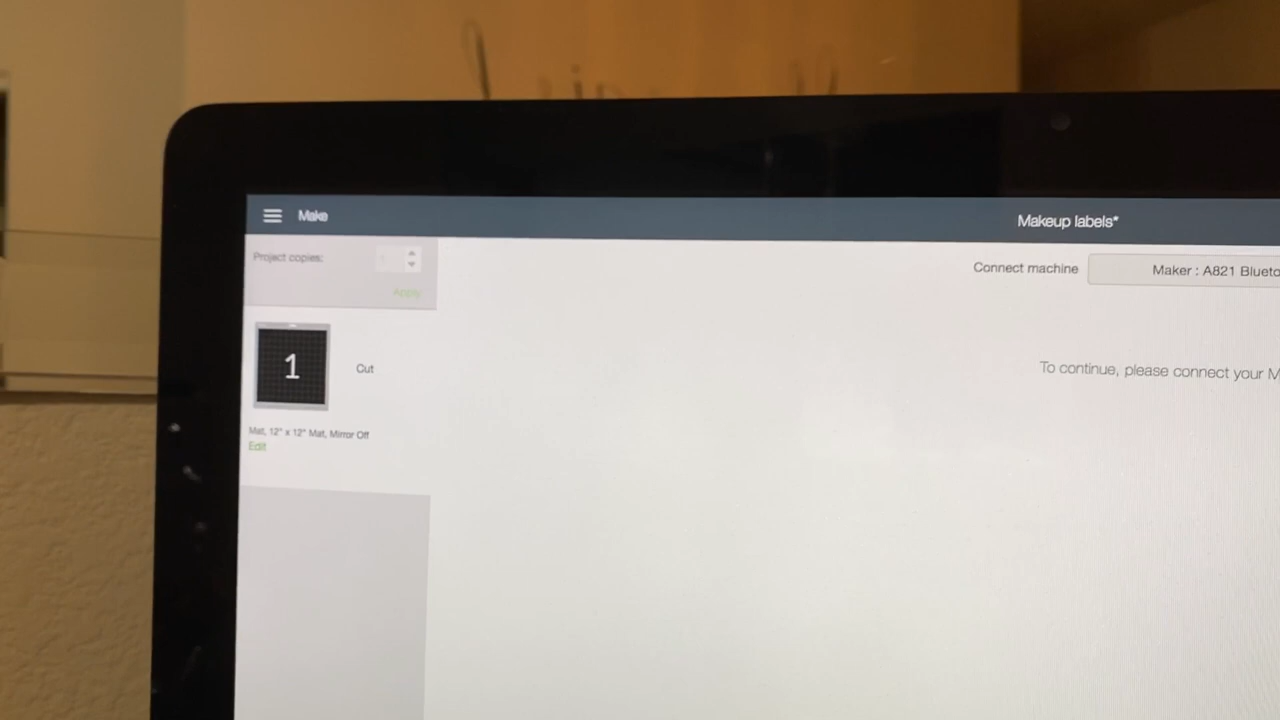 Make
Makeup labels*
Project copies:
Connect machine
Maker : A821 Blueto
Apply
1
Cut
To continue, please connect your M
Mat, 12" x 12" Mat, Mirror Off
Edit